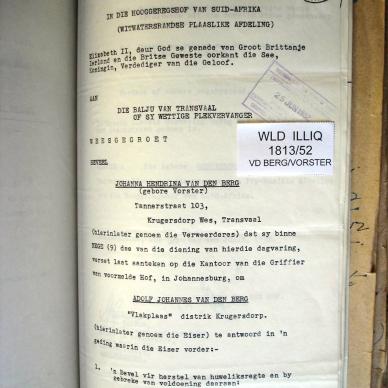 IN DIE HOOGGEREGSHOF VAN SUID-AFRIKA
(WITWATERSRANDSE PLAASLIKE AFDELING)
Elizabeth II, deur God se genade van Groot Brittanje
Ierland en die Britse Geweste oorkant die See,
Koningin, Verdediger van die Geloof.
AAN
DIE BALJU VAN TRANSVAAL
OF SY WETTIGE PLEKVERVANGER
WEESGEGROET
BEVEEL
WLD ILLIQ
1813/52
VD BERG/VORSTER
JOHANNA HENDRINA VAN DEN BERG
(gebore Vorster)
Tannerstraat 103,
Krugersdorp Wes, Transvaal
(hierinlater genoem die Verweerderes) dat sy binne
NEGE (9) dae van die diening van hierdie dagvaring,
verset laat aanteken op die Kantoor van die Griffier
van voormelde Hof, in Johannesburg, om
ADOLF JOHANNES VAN DEN BERG
"Vlakplaas" distrik Krugersdorp.
(hierinlater genoem die Eiser) te antwoord in 'n
geding waarin die Eiser vorder:-
1. 'n Bevel vir herstel van huweliksregte en by
gebreke van voldoening daaraan;